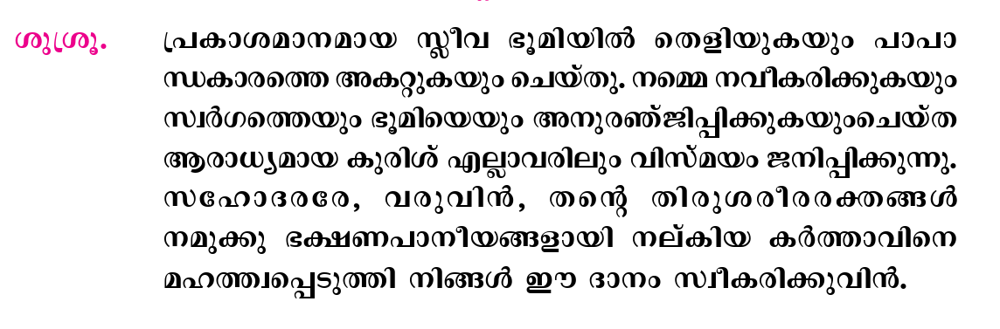 ശുശ്രൂ. പ്രകാശമാനമായ സ്ലീവ ഭൂമിയിൽ തെളിയുകയും പാപാ
ന്ധകാരത്തെ അകറ്റുകയും ചെയ്തു. നമ്മെ നവീകരിക്കുകയും
സ്വർഗത്തെയും ഭൂമിയെയും അനുരഞ്ജിപ്പിക്കുകയുംചെയ്ത
ആരാധ്യമായ കുരിശ് എല്ലാവരിലും വിസ്മയം ജനിപ്പിക്കുന്നു.
സഹോദരരേ, വരുവിൻ, തന്റെ തിരുശരീരരക്തങ്ങൾ
നമുക്കു ഭക്ഷണപാനീയങ്ങളായി നല്കിയ കർത്താവിനെ
മഹത്ത്വപ്പെടുത്തി നിങ്ങൾ ഈ ദാനം സ്വീകരിക്കുവിൻ.